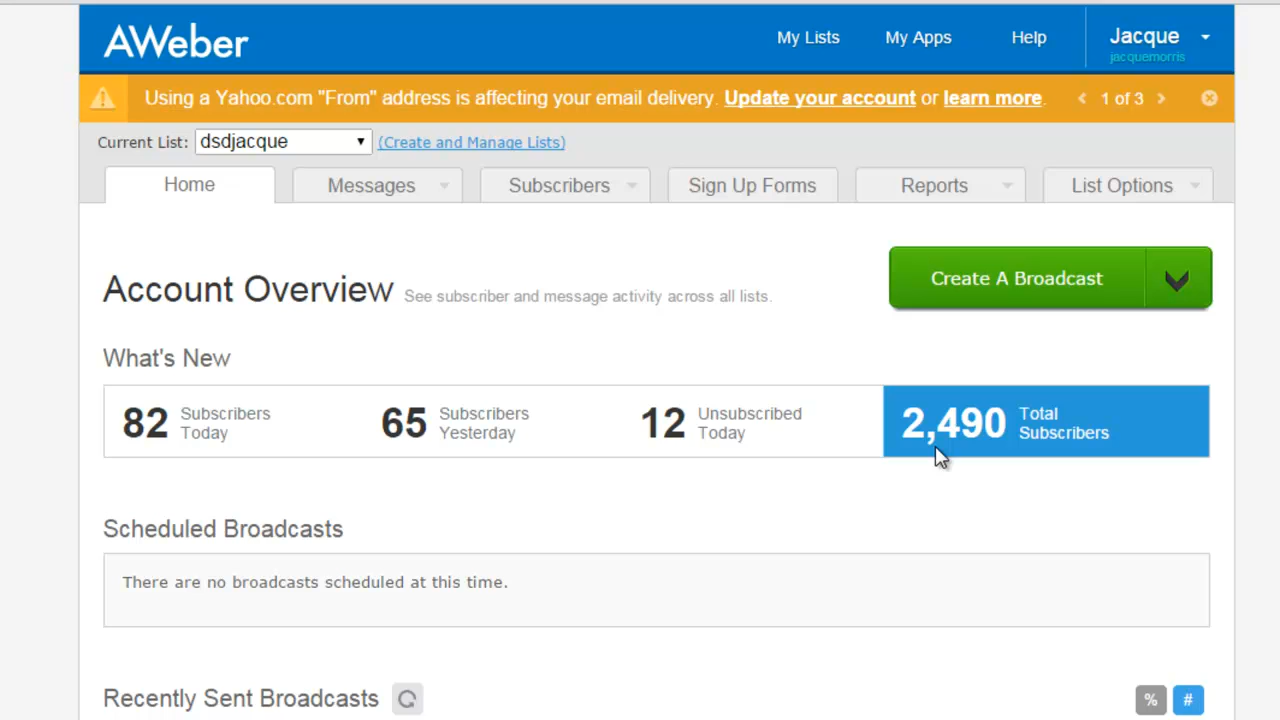 AWeber
My Lists My Apps Help Jacque
jacquemorris
Using a Yahoo.com "From" address is affecting your email delivery. Update your account or learn more. 1 of 3
Current List: dsdjacque (Create and Manage Lists)
Home Messages Subscribers Sign Up Forms Reports List Options
Account Overview See subscriber and message activity across all lists.
Create A Broadcast
What's New
82 Subscribers Today
65 Subscribers Yesterday
12 Unsubscribed Today
2,490 Total Subscribers
Scheduled Broadcasts
There are no broadcasts scheduled at this time.
Recently Sent Broadcasts
% #